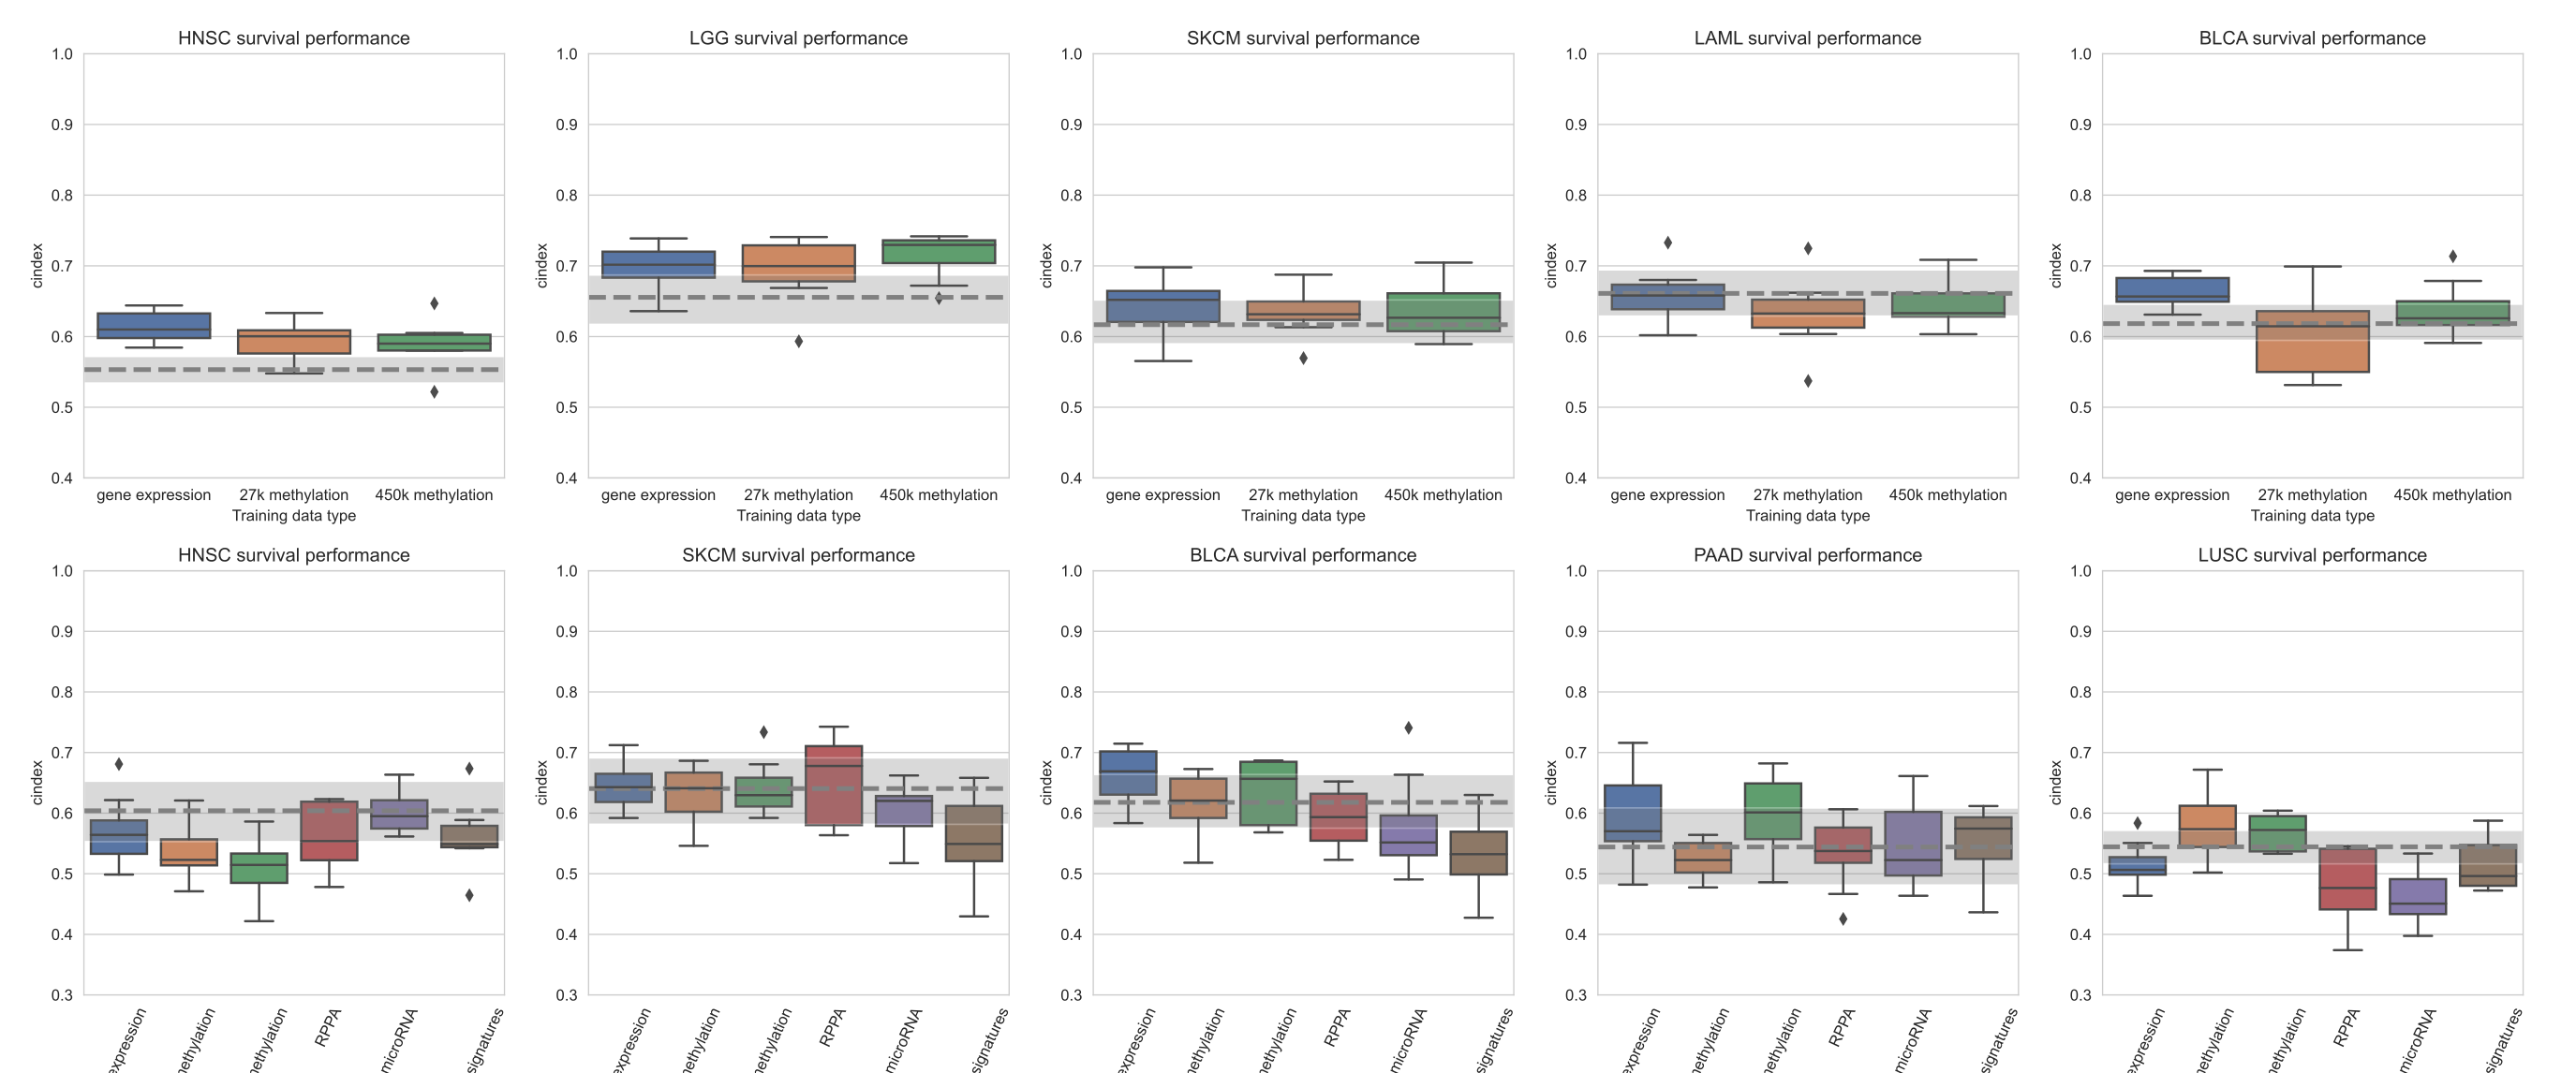 HNSC survival performance
LGG survival performance
SKCM survival performance
LAML survival performance
BLCA survival performance
1.0
0.9
0.8
0.7
0.6
0.5
0.4
cindex
gene expression 27k methylation 450k methylation
Training data type
1.0
0.9
0.8
0.7
0.6
0.5
0.4
cindex
gene expression 27k methylation 450k methylation
Training data type
1.0
0.9
0.8
0.7
0.6
0.5
0.4
cindex
gene expression 27k methylation 450k methylation
Training data type
1.0
0.9
0.8
0.7
0.6
0.5
0.4
cindex
gene expression 27k methylation 450k methylation
Training data type
1.0
0.9
0.8
0.7
0.6
0.5
0.4
cindex
gene expression 27k methylation 450k methylation
Training data type
HNSC survival performance
SKCM survival performance
BLCA survival performance
PAAD survival performance
LUSC survival performance
1.0
0.9
0.8
0.7
0.6
0.5
0.4
0.3
cindex
expression
RPPA
microRNA
signatures
1.0
0.9
0.8
0.7
0.6
0.5
0.4
0.3
cindex
expression
methylation
methylation
RPPA
microRNA
signatures
1.0
0.9
0.8
0.7
0.6
0.5
0.4
0.3
cindex
expression
methylation
methylation
RPPA
microRNA
signatures
1.0
0.9
0.8
0.7
0.6
0.5
0.4
0.3
cindex
expression
methylation
methylation
RPPA
microRNA
signatures
1.0
0.9
0.8
0.7
0.6
0.5
0.4
0.3
cindex
expression
methylation
methylation
RPPA
microRNA
signatures